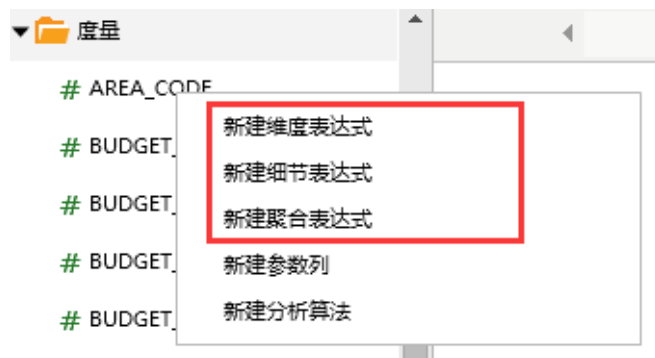 度量
# AREA_CODE
新建维度表达式
# BUDGET_
新建细节表达式
# BUDGET_
新建聚合表达式
# BUDGET_
新建参数列
# BUDGET_
新建分析算法